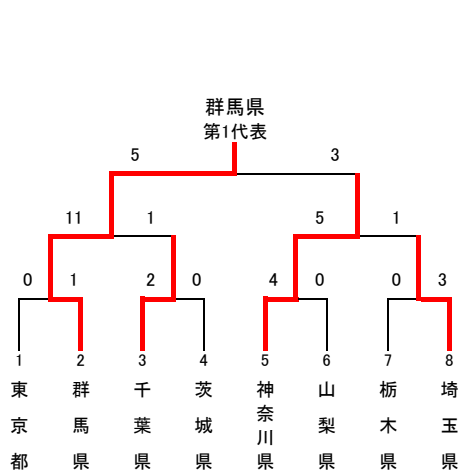 群馬県
第1代表
5 3
11 1 5 1
0 1 2 0 4 0 0 3
1 2 3 4 5 6 7 8
東京都 群馬県 千葉県 茨城県 神奈川県 山梨県 栃木県 埼玉県